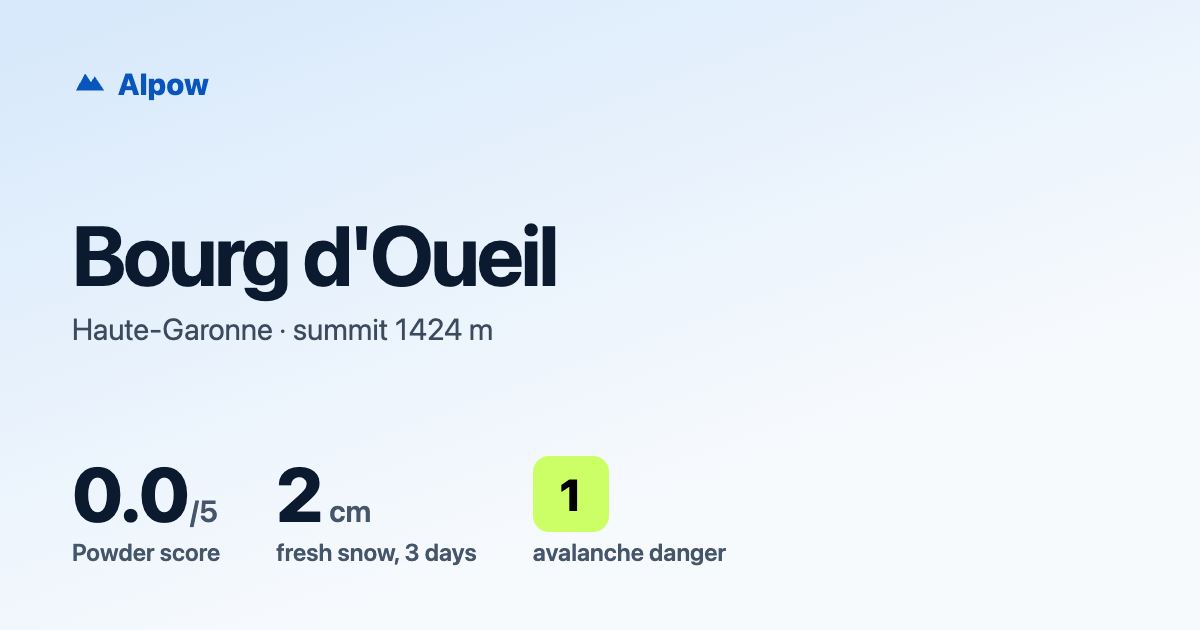 Alpow
Bourg d'Oueil
Haute-Garonne · summit 1424 m
0.0/5
Powder score
2 cm
fresh snow, 3 days
1
avalanche danger